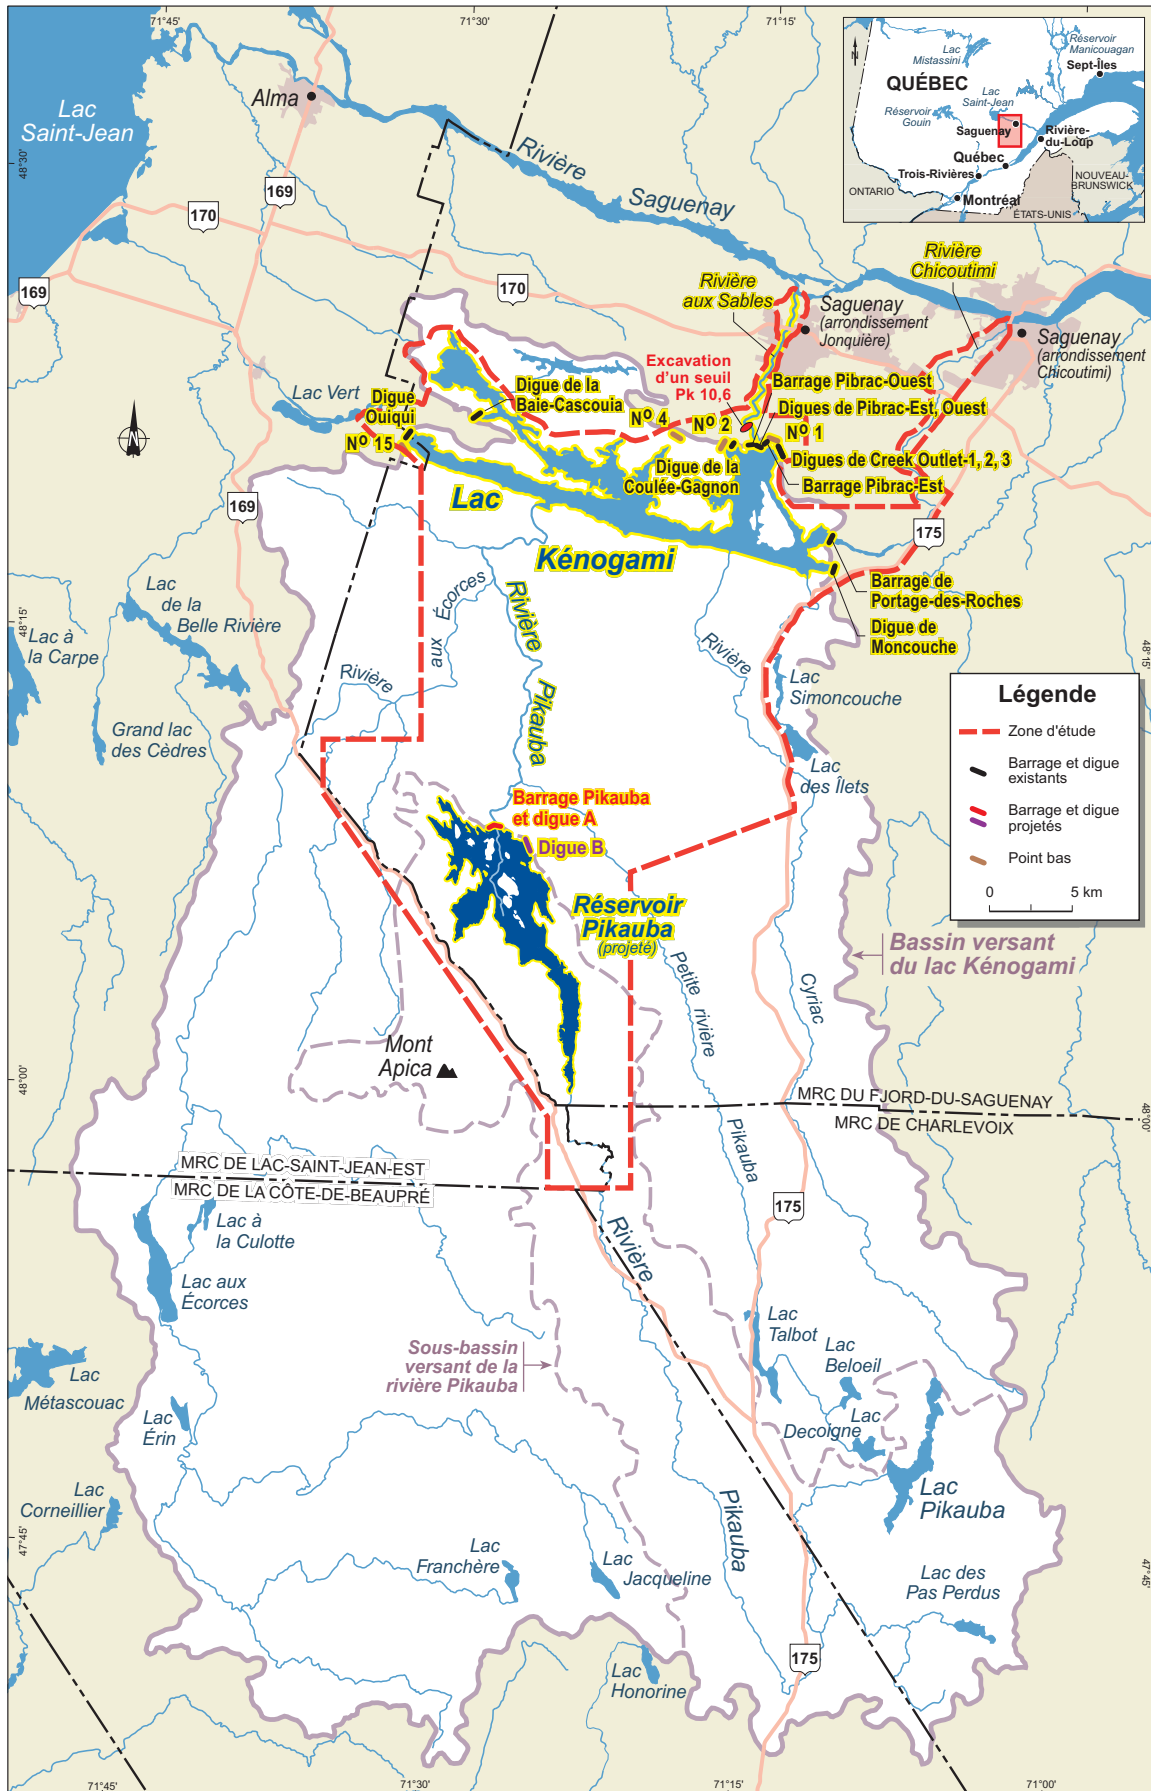 71°45'
71°30'
71°15'
Lac
Saint-Jean
Alma
48°30'
169
170
169
170
Rivière
Saguenay
Rivière
aux Sables
Rivière
Chicoutimi
Saguenay
(arrondissement
Jonquière)
Saguenay
(arrondissement
Chicoutimi)
N
Lac
Mistassini
Réservoir
Manicouagan
Sept-Îles
QUÉBEC
Lac
Saint-Jean
Réservoir
Gouin
Saguenay
Rivière-
du-Loup
Québec
Trois-Rivières
NOUVEAU-
BRUNSWICK
ONTARIO
Montréal
ÉTATS-UNIS
Excavation
d'un seuil
Pk 10,6
Barrage Pibrac-Ouest
Digues de Pibrac-Est, Ouest
Nº 1
Nº 2
Nº 4
Digues de Creek Outlet-1, 2, 3
Barrage Pibrac-Est
Digue de la
Coulée-Gagnon
Digue de la
Baie-Cascouia
Lac Vert
Digue
Ouiqui
Nº 15
N
169
175
Lac
Kénogami
Barrage de
Portage-des-Roches
Digue de
Moncouche
Lac
de la
Belle Rivière
48°15'
Lac à
la Carpe
Grand lac
des Cèdres
Rivière
aux Écorces
Rivière
Pikauba
Rivière
Lac
Simoncouche
Lac
des Îlets
48°15'
Légende
Zone d'étude
Barrage et digue
existants
Barrage et digue
projetés
Point bas
0
5 km
Barrage Pikauba
et digue A
Digue B
Réservoir
Pikauba
(projeté)
Bassin versant
du lac Kénogami
Petite rivière
Pikauba
Cyriac
Mont
Apica
48°00'
48°00'
MRC DU FJORD-DU-SAGUENAY
MRC DE CHARLEVOIX
MRC DE LAC-SAINT-JEAN-EST
MRC DE LA CÔTE-DE-BEAUPRÉ
175
Lac à
la Culotte
Lac aux
Écorces
Rivière
Pikauba
Sous-bassin
versant de la
rivière Pikauba
Lac
Talbot
Lac
Beloeil
Lac
Decoigne
Lac
Pikauba
Lac
Métascouac
Lac
Érin
Lac
Corneillier
47°45'
Lac
Franchère
Lac
Jacqueline
Lac des
Pas Perdus
47°45'
Lac
Honorine
175
71°45'
71°30'
71°15'
71°00'